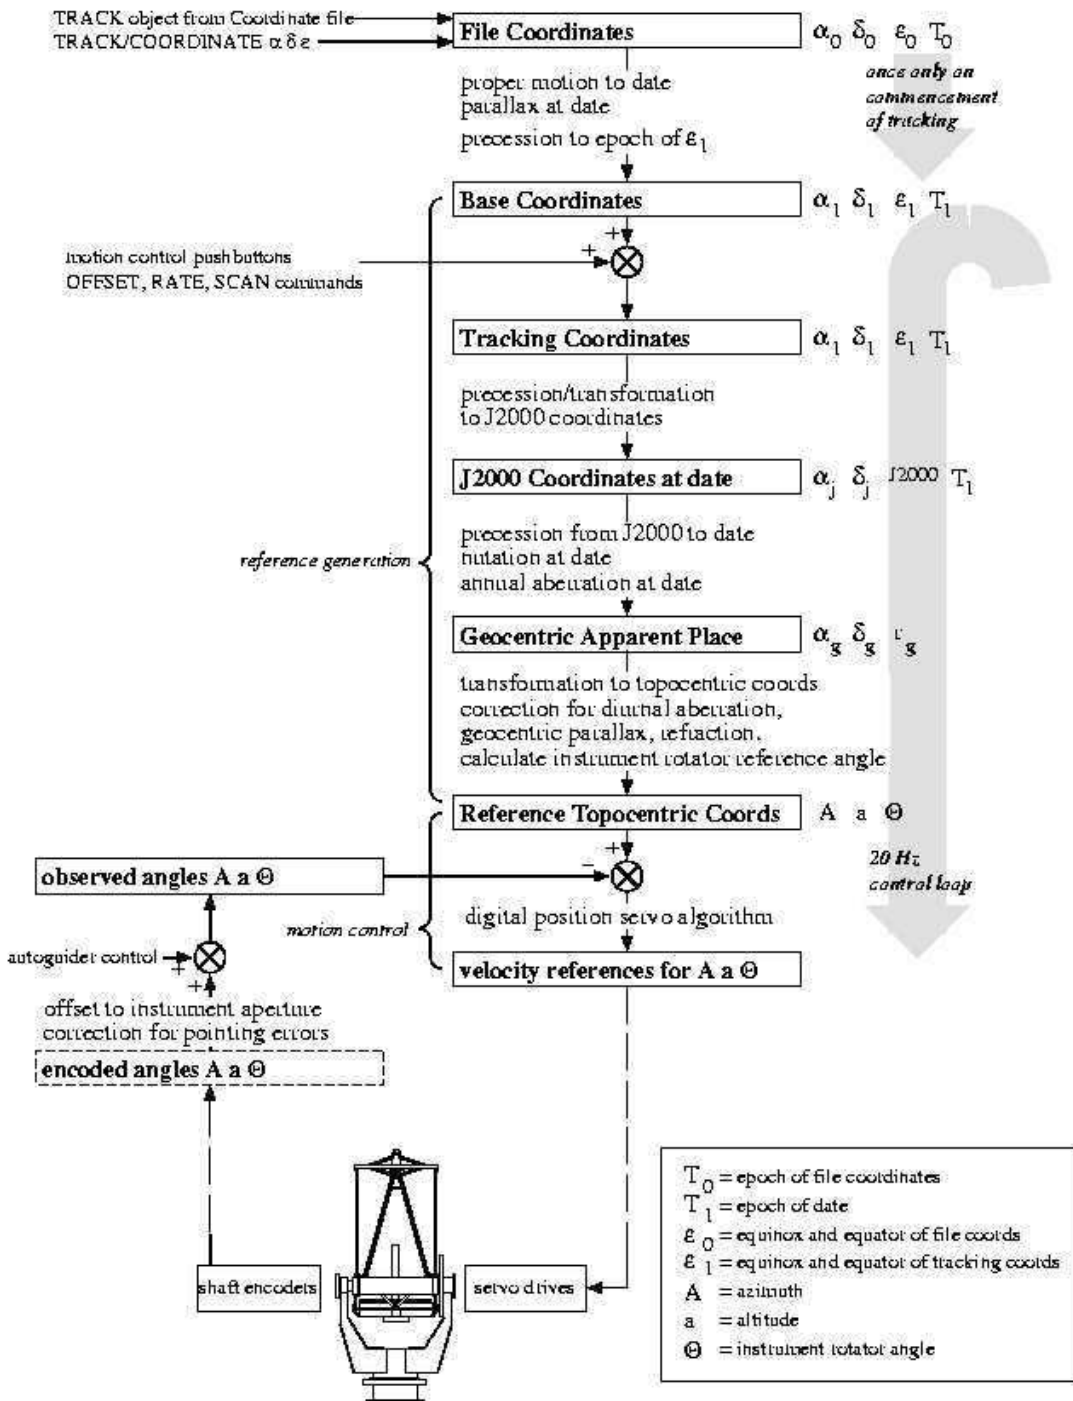 TRACK object from Coordinate file
TRACK/COORDINATE α δ ε
File Coordinates
α₀ δ₀ ε₀ T₀
once only on
commencement
of tracking
proper motion to date
parallax at date
precession to epoch of ε₁
Base Coordinates
α₁ δ₁ ε₁ T₁
+
+
motion control pushbuttons
OFFSET, RATE, SCAN commands
Tracking Coordinates
α₁ δ₁ ε₁ T₁
precession/transformation
to J2000 coordinates
J2000 Coordinates at date
αⱼ δⱼ J2000 T₁
reference generation
precession from J2000 to date
nutation at date
annual aberration at date
Geocentric Apparent Place
α_g δ_g r_g
transformation to topocentric coords
correction for diurnal aberration,
geocentric parallax, refraction.
calculate instrument rotator reference angle
Reference Topocentric Coords
A a Θ
+
-
20 Hz
control loop
observed angles A a Θ
digital position servo algorithm
motion control
autoguider control
+
+
velocity references for A a Θ
offset to instrument aperture
correction for pointing errors
encoded angles A a Θ
shaft encoders
servo drives
T₀ = epoch of file coordinates
T₁ = epoch of date
ε₀ = equinox and equator of file coords
ε₁ = equinox and equator of tracking coords
A = azimuth
a = altitude
Θ = instrument rotator angle